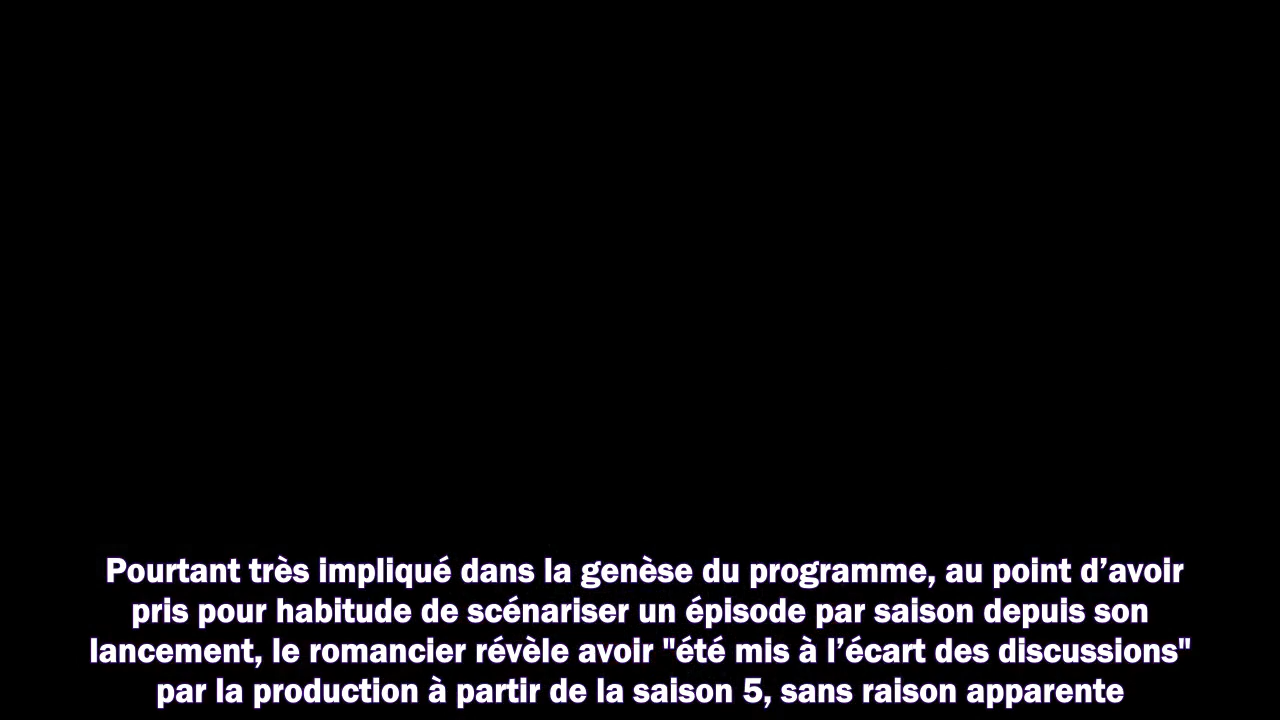 Pourtant très impliqué dans la genèse du programme, au point d’avoir
pris pour habitude de scénariser un épisode par saison depuis son
lancement, le romancier révèle avoir "été mis à l’écart des discussions"
par la production à partir de la saison 5, sans raison apparente